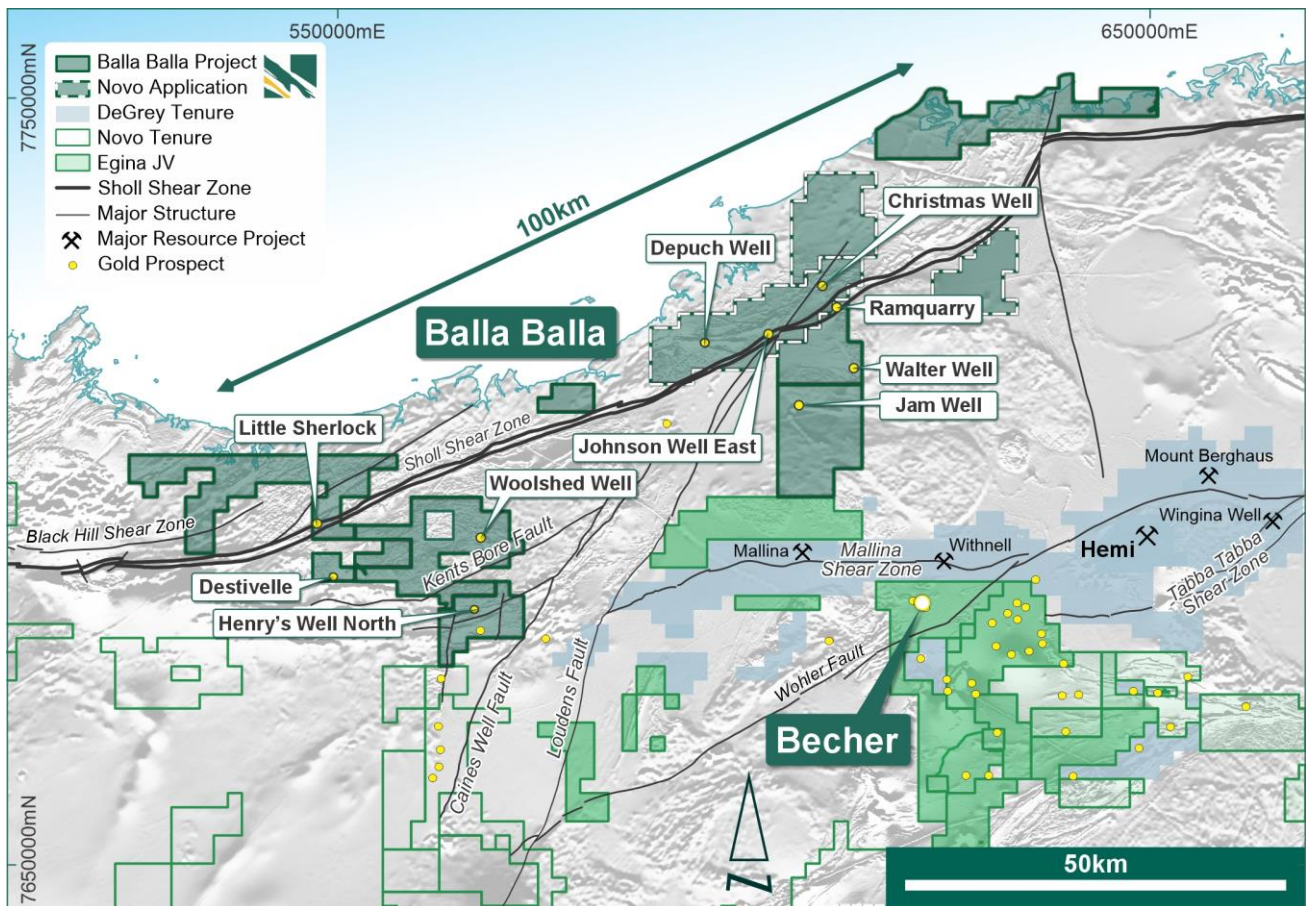 550000mE
650000mE
7750000mN
7650000mN
Balla Balla Project
Novo Application
DeGrey Tenure
Novo Tenure
Egina JV
Sholl Shear Zone
Major Structure
Major Resource Project
Gold Prospect
100km
Christmas Well
Depuch Well
Ramquarry
Balla Balla
Walter Well
Jam Well
Little Sherlock
Sholl Shear Zone
Johnson Well East
Woolshed Well
Mount Berghaus
Black Hill Shear Zone
Wingina Well
Kents Bore Fault
Mallina
Mallina
Shear Zone
Withnell
Hemi
Tabba Tabba
Shear Zone
Destivelle
Henry's Well North
Wohler Fault
Caines Well Fault
Loudens Fault
Becher
N
50km